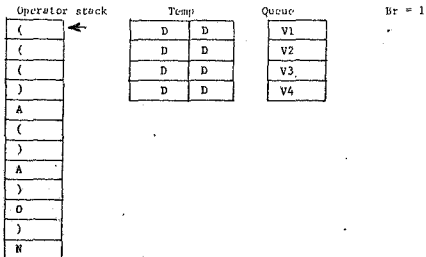 Operator stack Temp Queue Br = 1
( D D V1
( D D V2
( D D V3
) D D V4
A
(
)
A
)
O
)
N